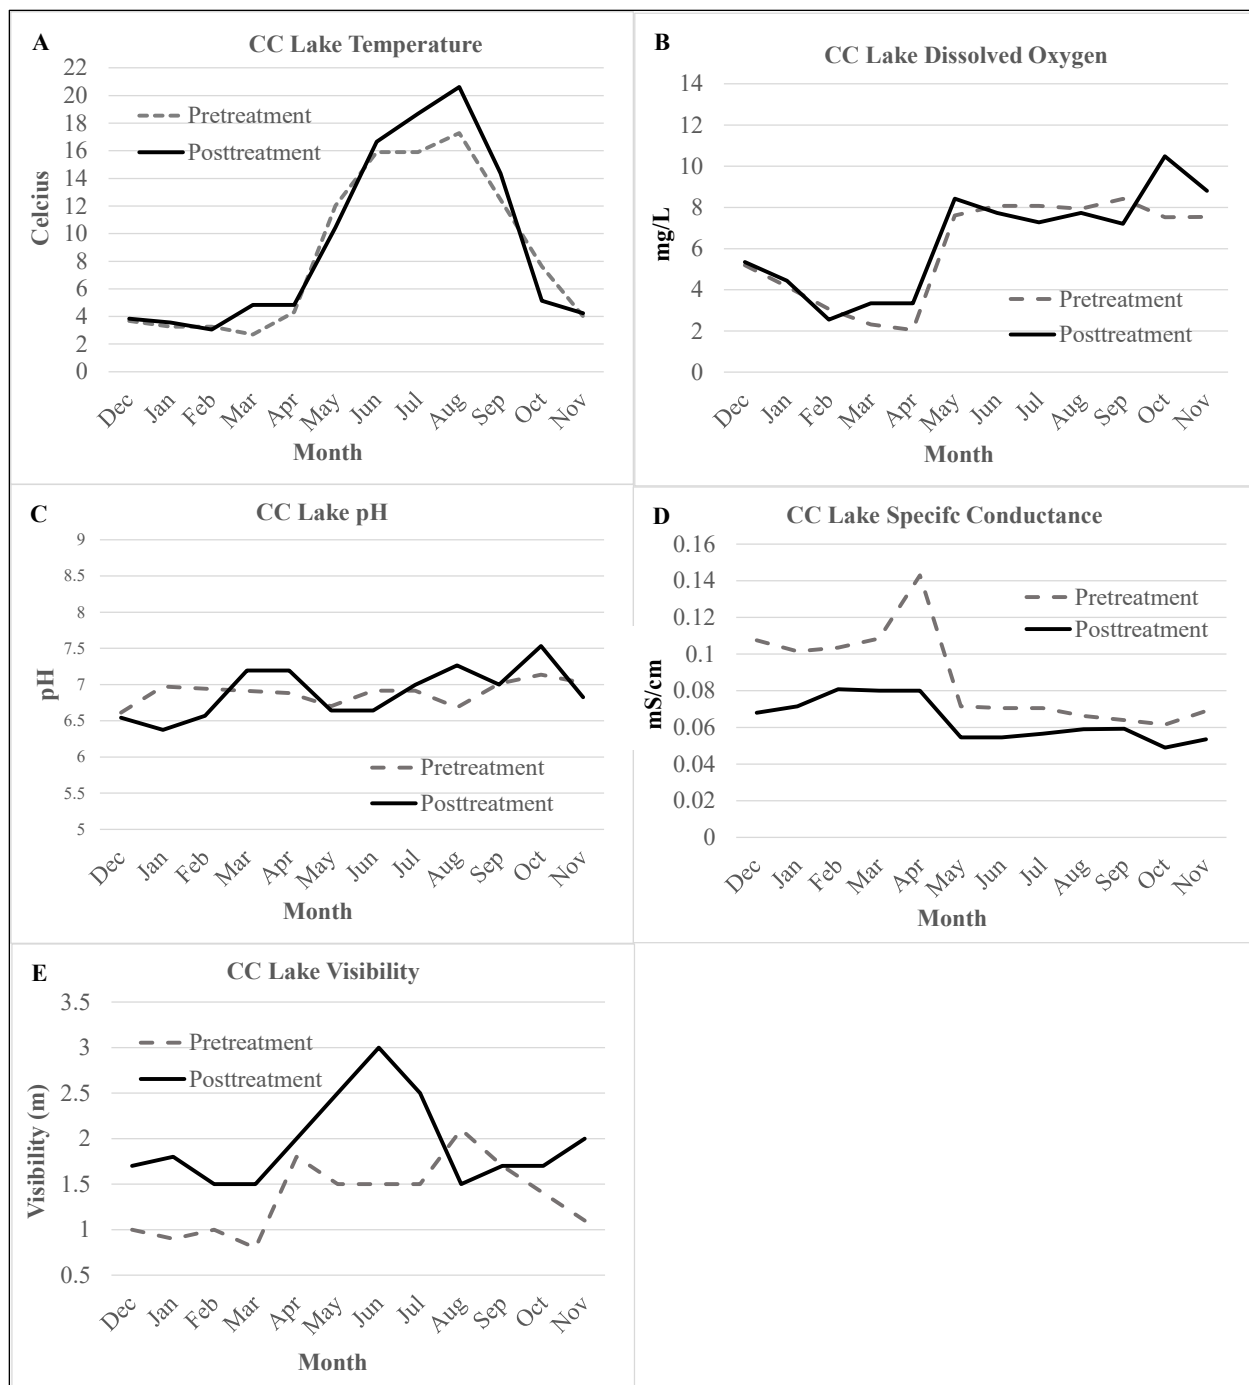 A
CC Lake Temperature
22
20
18
16
14
12
10
8
6
4
2
0
Celcius
Pretreatment
Posttreatment
Dec Jan Feb Mar Apr May Jun Jul Aug Sep Oct Nov
Month
B
CC Lake Dissolved Oxygen
14
12
10
8
6
4
2
0
mg/L
Pretreatment
Posttreatment
Dec Jan Feb Mar Apr May Jun Jul Aug Sep Oct Nov
Month
C
CC Lake pH
9
8.5
8
7.5
7
6.5
6
5.5
5
pH
Pretreatment
Posttreatment
Dec Jan Feb Mar Apr May Jun Jul Aug Sep Oct Nov
Month
D
CC Lake Specifc Conductance
0.16
0.14
0.12
0.1
0.08
0.06
0.04
0.02
0
mS/cm
Pretreatment
Posttreatment
Dec Jan Feb Mar Apr May Jun Jul Aug Sep Oct Nov
Month
E
CC Lake Visibility
3.5
3
2.5
2
1.5
1
0.5
Visibility (m)
Pretreatment
Posttreatment
Dec Jan Feb Mar Apr May Jun Jul Aug Sep Oct Nov
Month